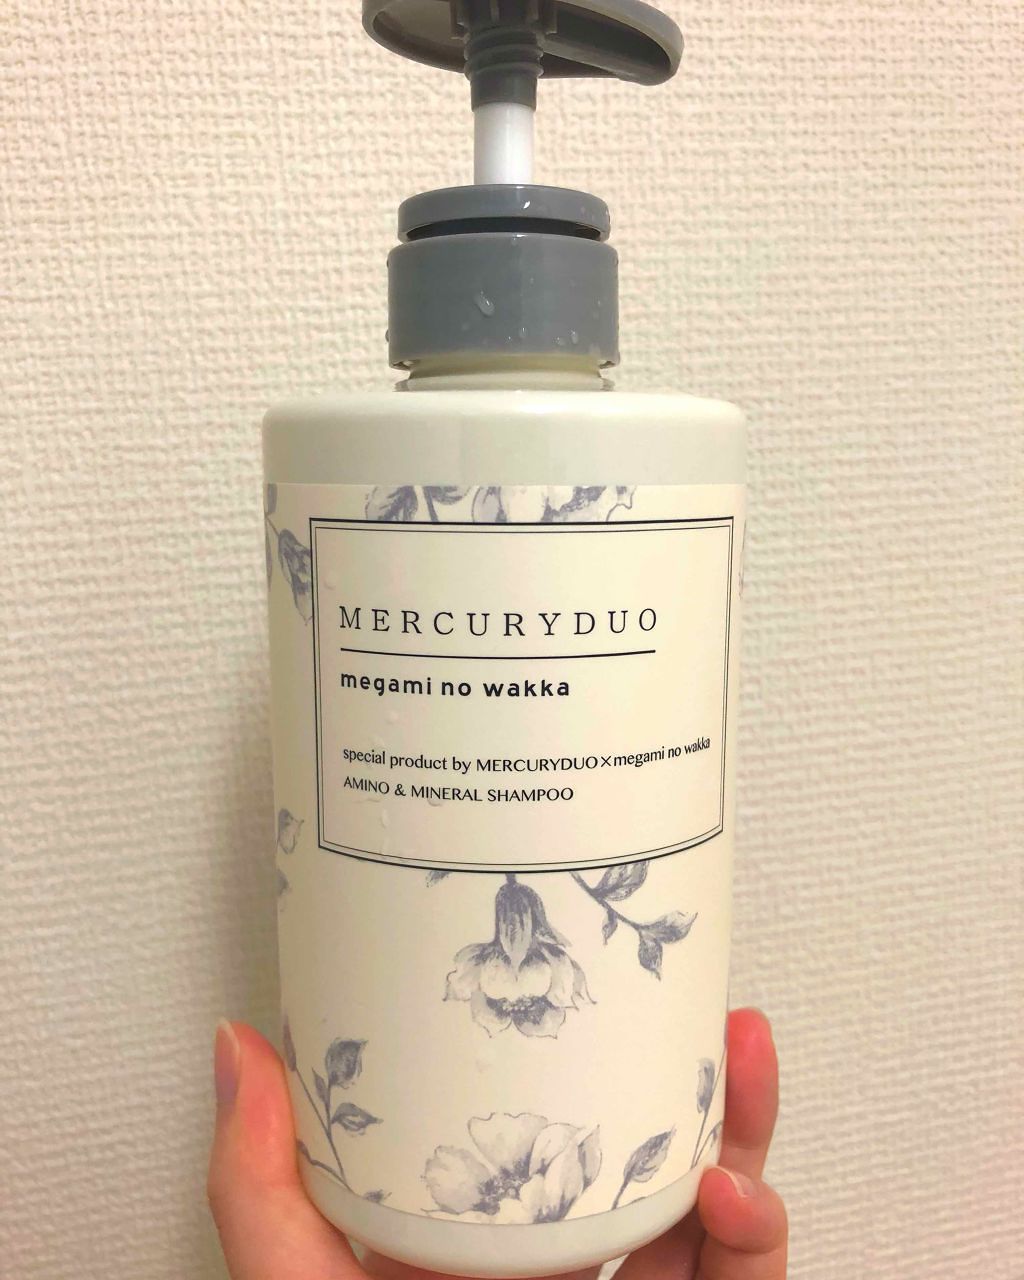 MERCURYDUO
megami no wakka
special product by MERCURYDUO×megami no wakka
AMINO & MINERAL SHAMPOO